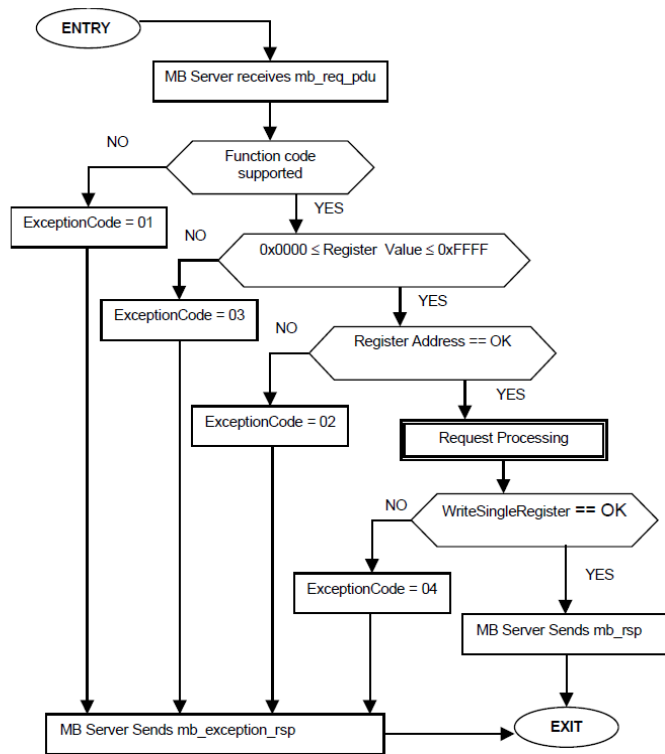 ENTRY
MB Server receives mb_req_pdu
NO
Function code
supported
YES
ExceptionCode = 01
NO
0x0000 ≤ Register Value ≤ 0xFFFF
YES
ExceptionCode = 03
NO
Register Address == OK
YES
ExceptionCode = 02
Request Processing
NO
WriteSingleRegister == OK
YES
ExceptionCode = 04
MB Server Sends mb_rsp
MB Server Sends mb_exception_rsp
EXIT